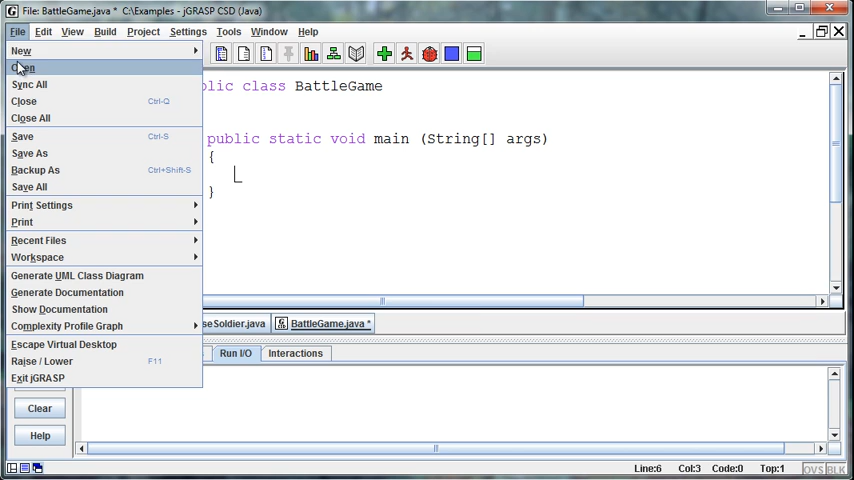 File: BattleGame.java * C:\Examples - jGRASP CSD (Java)
File Edit View Build Project Settings Tools Window Help
New
Open
Sync All
Close Ctrl-Q
Close All
Save Ctrl-S
Save As
Backup As Ctrl+Shift-S
Save All
Print Settings
Print
Recent Files
Workspace
Generate UML Class Diagram
Generate Documentation
Show Documentation
Complexity Profile Graph
Escape Virtual Desktop
Raise / Lower F11
Exit jGRASP
blic class BattleGame
public static void main (String[] args)
{
}
seSoldier.java BattleGame.java *
Run I/O Interactions
Clear
Help
Line:6 Col:3 Code:0 Top:1 OVS BLK